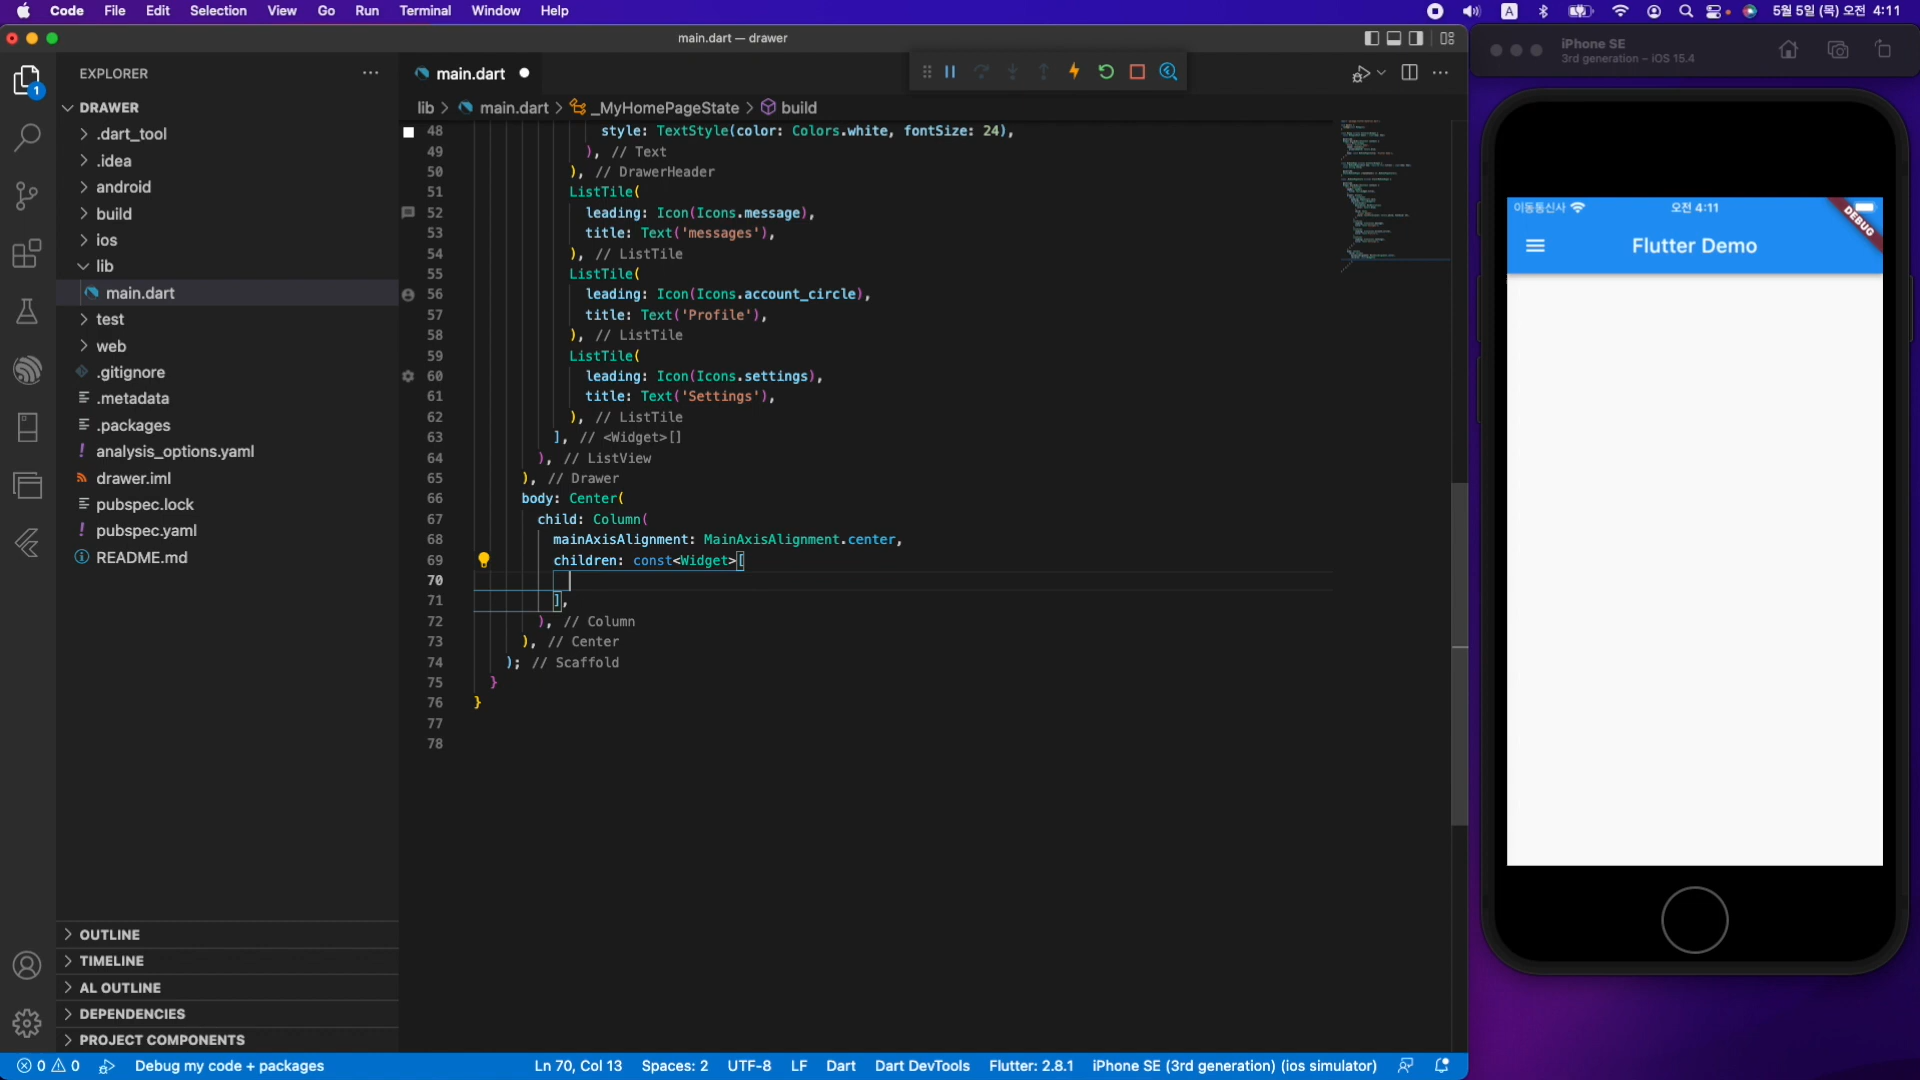 Code File Edit Selection View Go Run Terminal Window Help
A 5월 5일 (목) 오전 4:11
main.dart — drawer
EXPLORER
DRAWER
.dart_tool
.idea
android
build
ios
lib
main.dart
test
web
.gitignore
.metadata
.packages
analysis_options.yaml
drawer.iml
pubspec.lock
pubspec.yaml
README.md
OUTLINE
TIMELINE
AL OUTLINE
DEPENDENCIES
PROJECT COMPONENTS
1
main.dart
lib > main.dart > _MyHomePageState > build
48 style: TextStyle(color: Colors.white, fontSize: 24),
49 ), // Text
50 ), // DrawerHeader
51 ListTile(
52 leading: Icon(Icons.message),
53 title: Text('messages'),
54 ), // ListTile
55 ListTile(
56 leading: Icon(Icons.account_circle),
57 title: Text('Profile'),
58 ), // ListTile
59 ListTile(
60 leading: Icon(Icons.settings),
61 title: Text('Settings'),
62 ), // ListTile
63 ], // <Widget>[]
64 ), // ListView
65 ), // Drawer
66 body: Center(
67 child: Column(
68 mainAxisAlignment: MainAxisAlignment.center,
69 children: const<Widget>[
70
71 ],
72 ), // Column
73 ), // Center
74 ); // Scaffold
75 }
76 }
77
78
0 0 Debug my code + packages Ln 70, Col 13 Spaces: 2 UTF-8 LF Dart Dart DevTools Flutter: 2.8.1 iPhone SE (3rd generation) (ios simulator)
iPhone SE
3rd generation – iOS 15.4
이동통신사 오전 4:11
DEBUG
Flutter Demo